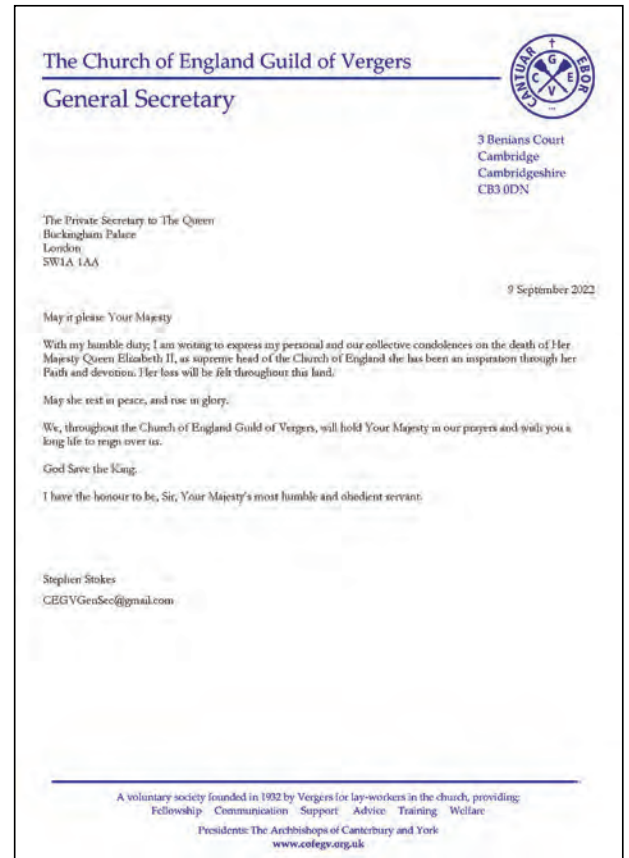 The Church of England Guild of Vergers
General Secretary
CANTUAR † EBOR
G
C E
V
3 Benians Court
Cambridge
Cambridgeshire
CB3 0DN
The Private Secretary to The Queen
Buckingham Palace
London
SW1A 1AA
9 September 2022
May it please Your Majesty
With my humble duty; I am writing to express my personal and our collective condolences on the death of Her
Majesty Queen Elizabeth II, as supreme head of the Church of England she has been an inspiration through her
Faith and devotion. Her loss will be felt throughout this land.
May she rest in peace, and rise in glory.
We, throughout the Church of England Guild of Vergers, will hold Your Majesty in our prayers and wish you a
long life to reign over us.
God Save the King.
I have the honour to be, Sir, Your Majesty's most humble and obedient servant.
Stephen Stokes
CEGVGenSec@gmail.com
A voluntary society founded in 1932 by Vergers for lay-workers in the church, providing;
Fellowship Communication Support Advice Training Welfare
Presidents: The Archbishops of Canterbury and York
www.cofegv.org.uk